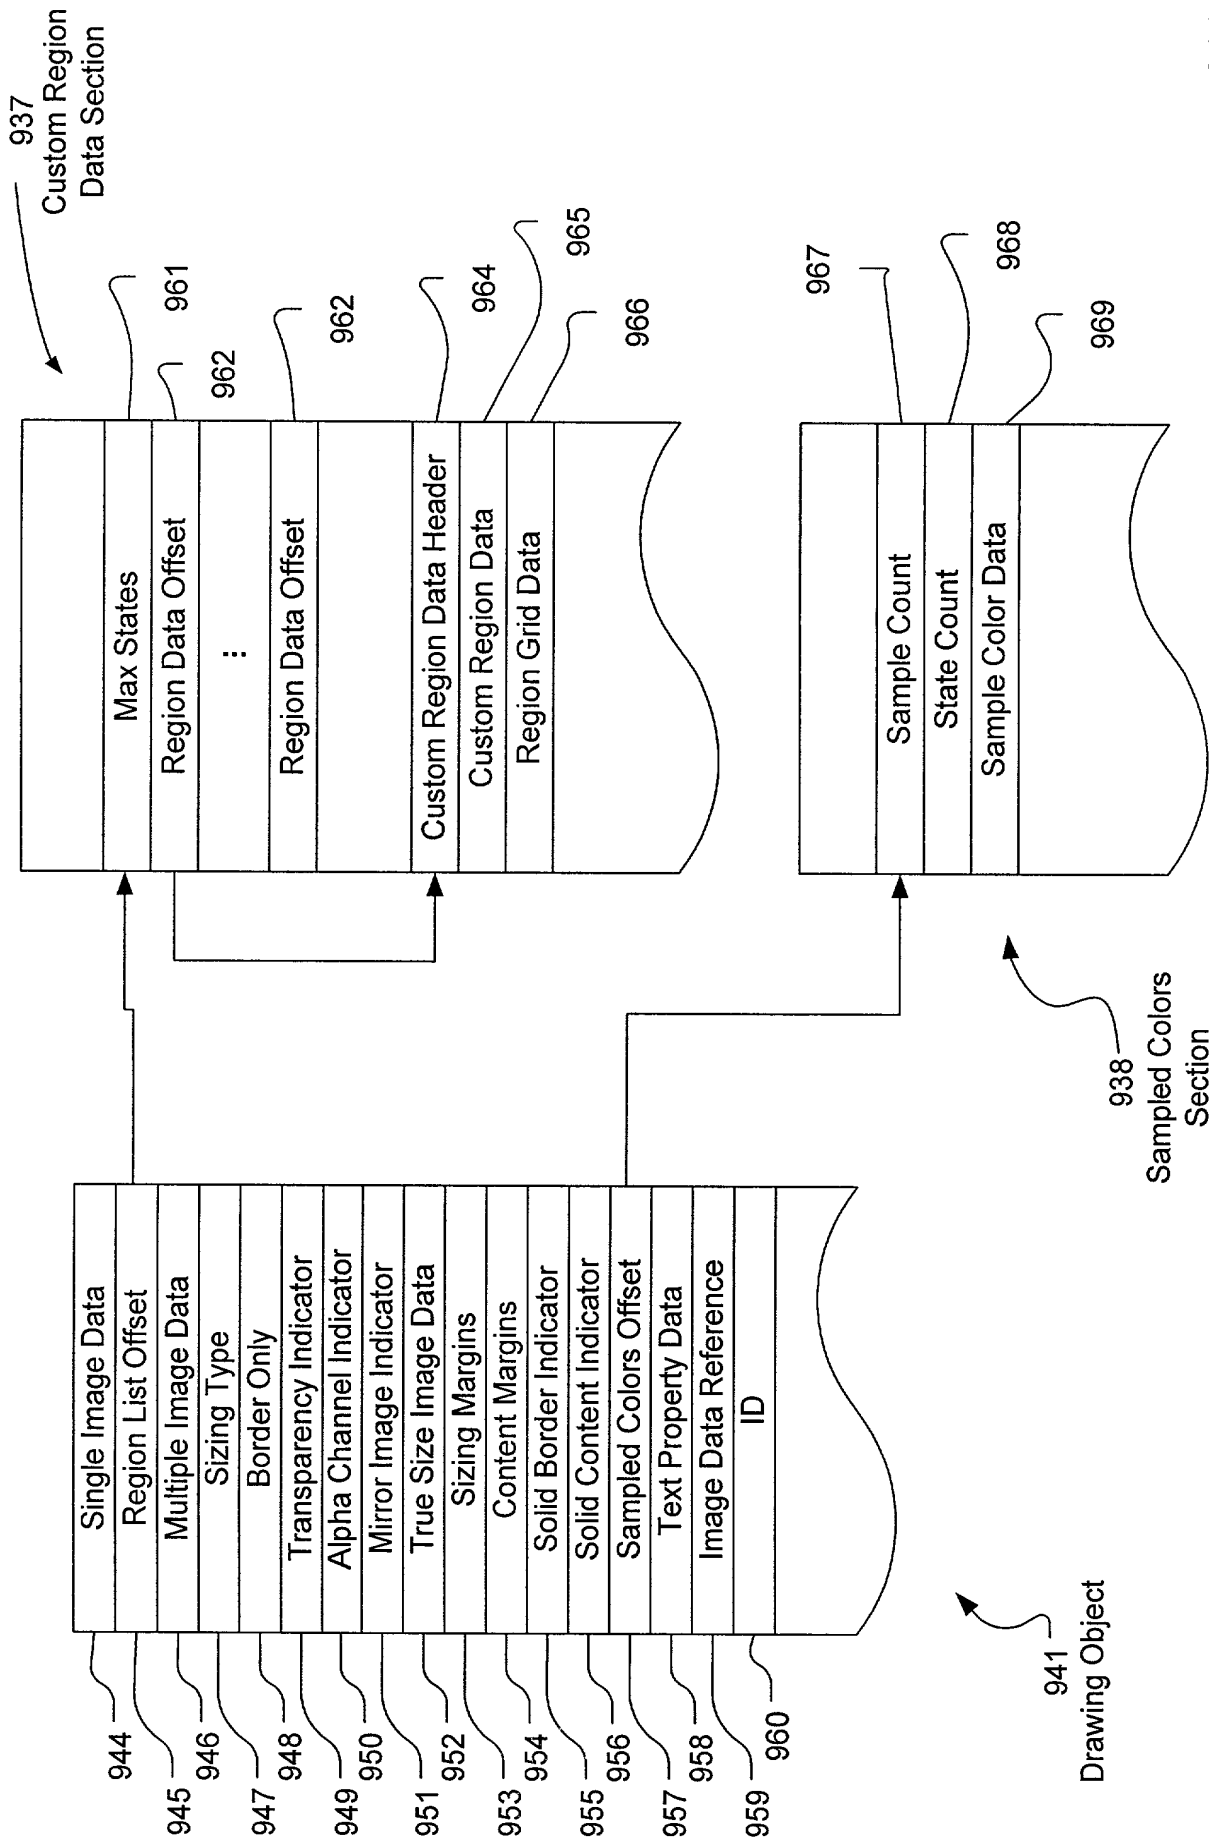 937
Custom Region
Data Section
Max States
961
Region Data Offset
962
...
Region Data Offset
962
Custom Region Data Header
964
Custom Region Data
965
Region Grid Data
966
Sample Count
967
State Count
968
Sample Color Data
969
938
Sampled Colors
Section
944
Single Image Data
945
Region List Offset
946
Multiple Image Data
947
Sizing Type
948
Border Only
949
Transparency Indicator
950
Alpha Channel Indicator
951
Mirror Image Indicator
952
True Size Image Data
953
Sizing Margins
954
Content Margins
955
Solid Border Indicator
956
Solid Content Indicator
957
Sampled Colors Offset
958
Text Property Data
959
Image Data Reference
960
ID
941
Drawing Object